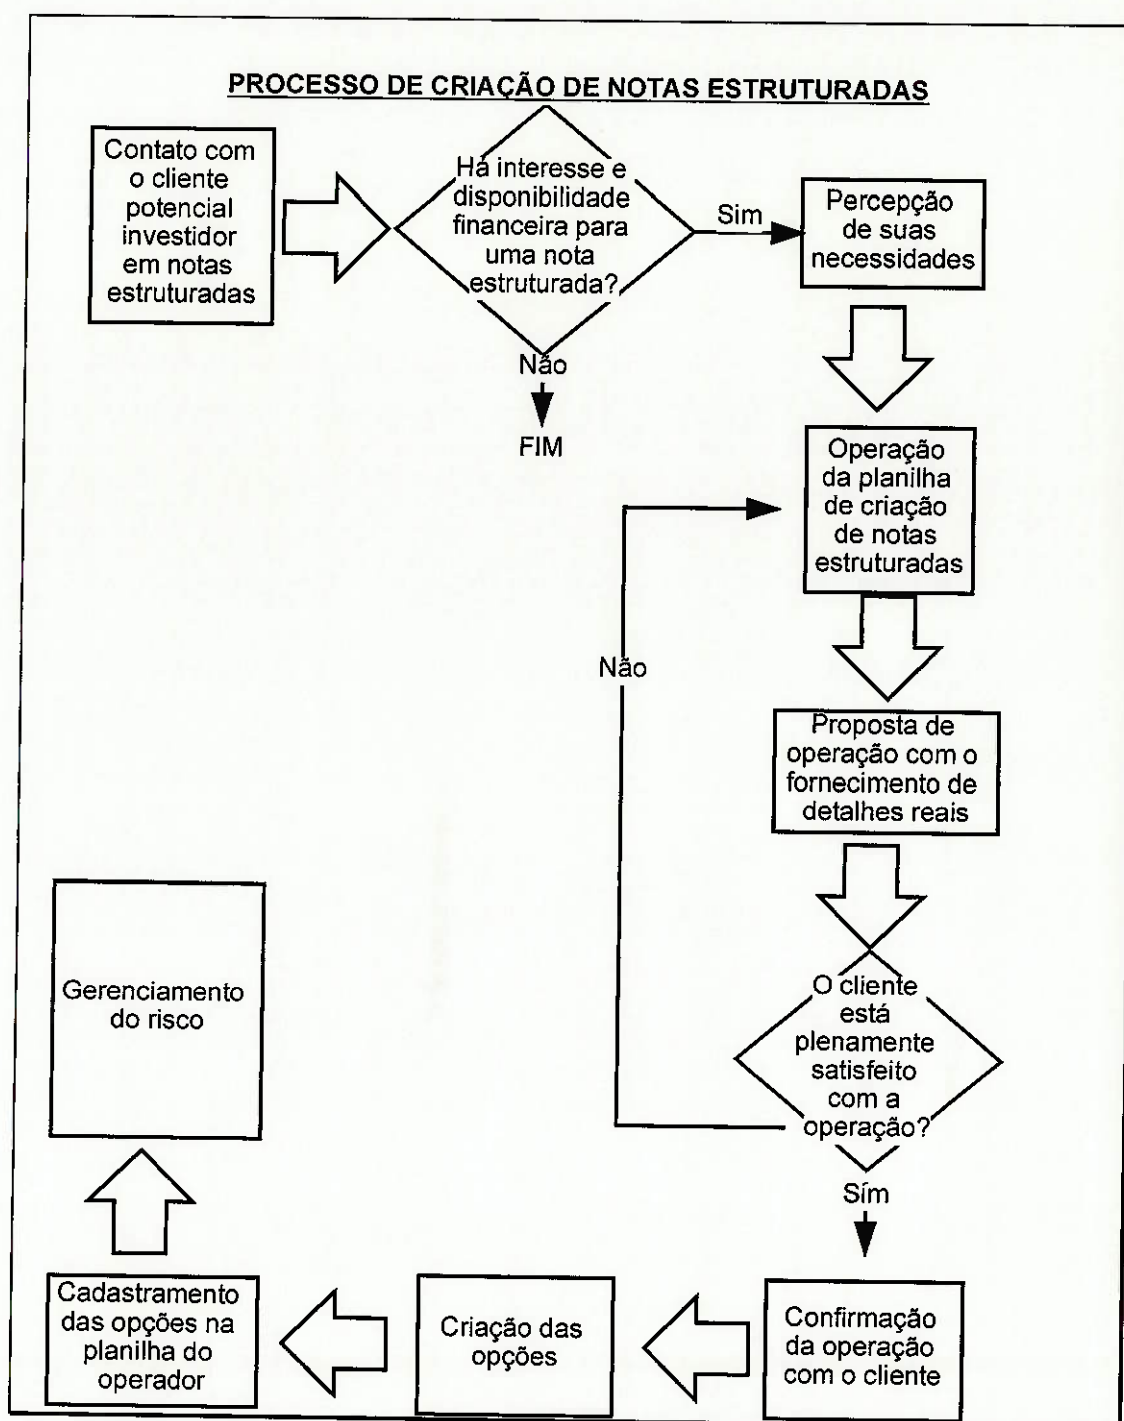 PROCESSO DE CRIAÇÃO DE NOTAS ESTRUTURADAS
Contato com
o cliente
potencial
investidor
em notas
estruturadas
Há interesse e
disponibilidade
financeira para
uma nota
estruturada?
Sim
Percepção
de suas
necessidades
Não
FIM
Operação
da planilha
de criação
de notas
estruturadas
Não
Proposta de
operação com o
fornecimento de
detalhes reais
O cliente
está
plenamente
satisfeito
com a
operação?
Sím
Confirmação
da operação
com o cliente
Criação das
opções
Cadastramento
das opções na
planilha do
operador
Gerenciamento
do risco